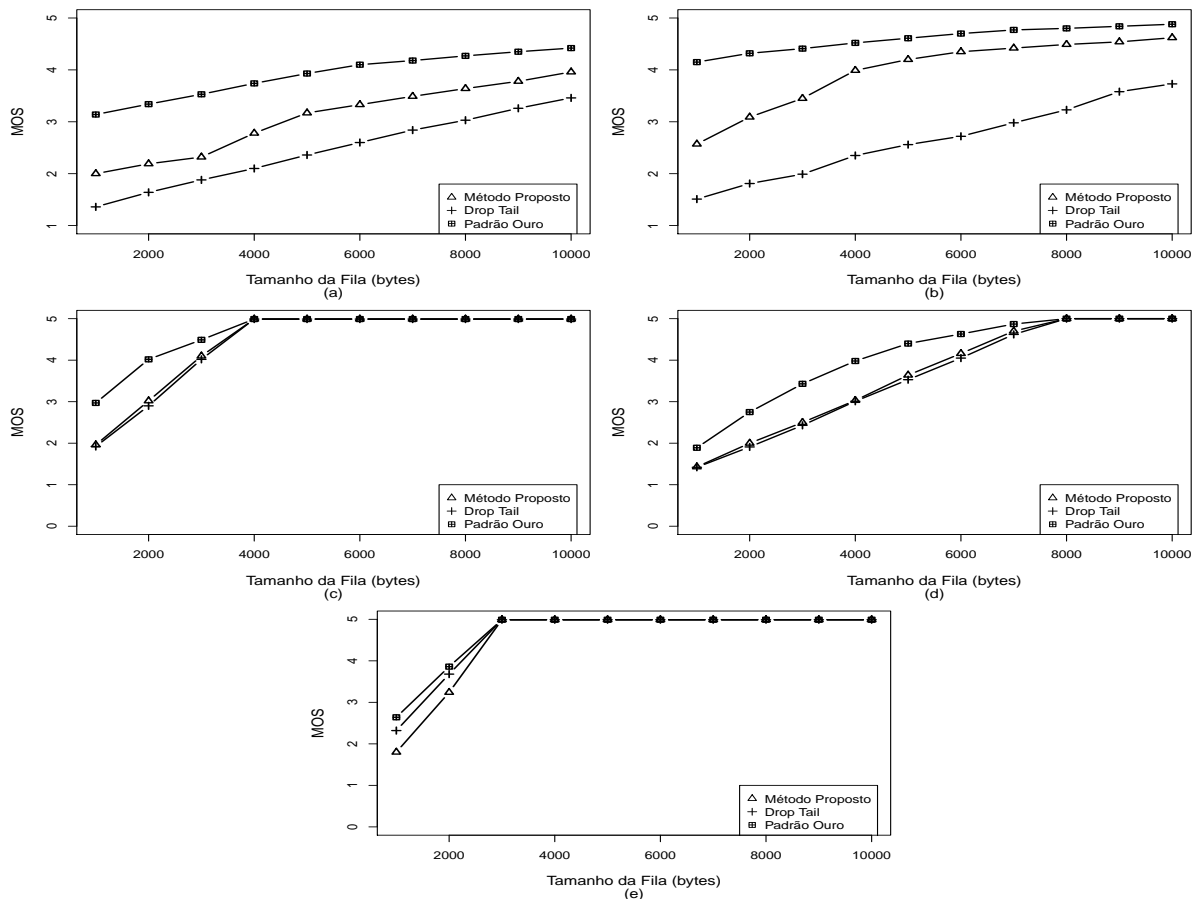 MOS
5
4
3
2
1
Método Proposto
Drop Tail
Padrão Ouro
2000 4000 6000 8000 10000
Tamanho da Fila (bytes)
(a)
MOS
5
4
3
2
1
Método Proposto
Drop Tail
Padrão Ouro
2000 4000 6000 8000 10000
Tamanho da Fila (bytes)
(b)
MOS
5
4
3
2
1
0
Método Proposto
Drop Tail
Padrão Ouro
2000 4000 6000 8000 10000
Tamanho da Fila (bytes)
(c)
MOS
5
4
3
2
1
0
Método Proposto
Drop Tail
Padrão Ouro
2000 4000 6000 8000 10000
Tamanho da Fila (bytes)
(d)
MOS
5
4
3
2
1
0
Método Proposto
Drop Tail
Padrão Ouro
2000 4000 6000 8000 10000
Tamanho da Fila (bytes)
(e)